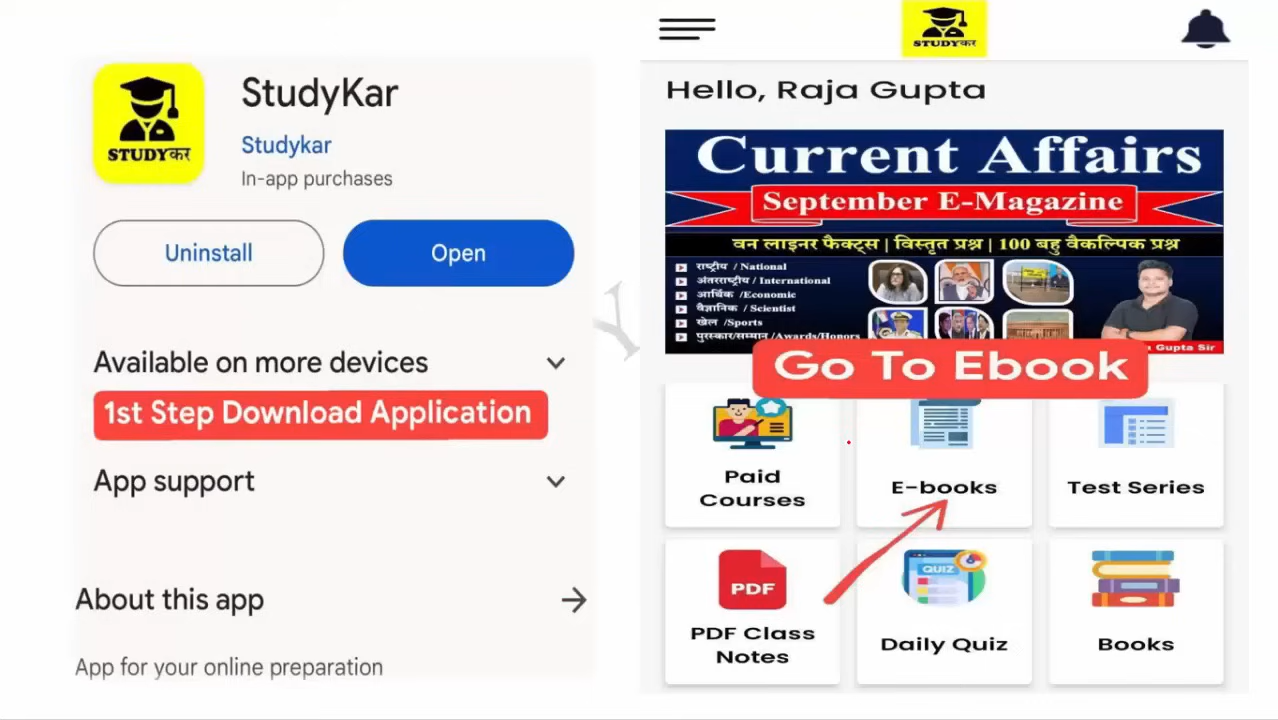 STUDYकर
StudyKar
Studykar
In-app purchases
Uninstall
Open
Available on more devices
1st Step Download Application
App support
About this app
App for your online preparation
STUDYकर
Hello, Raja Gupta
Current Affairs
September E-Magazine
वन लाइनर फैक्ट्स | विस्तृत प्रश्न | 100 बहु वैकल्पिक प्रश्न
राष्ट्रीय / National
अंतरराष्ट्रीय / International
आर्थिक /Economic
वैज्ञानिक / Scientist
खेल /Sports
पुरस्कार/सम्मान /Awards/Honors
Gupta Sir
Go To Ebook
Paid
Courses
E-books
Test Series
PDF
PDF Class
Notes
QUIZ
Daily Quiz
Books